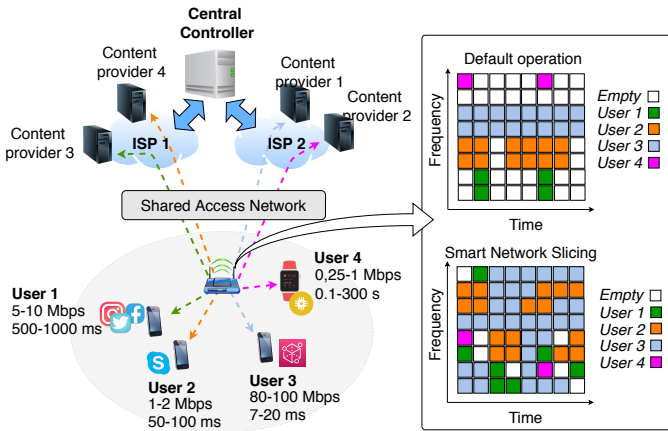 Central
Controller
Content
provider 4
Content
provider 1
Content
provider 2
Content
provider 3
ISP 1
ISP 2
Shared Access Network
User 1
5-10 Mbps
500-1000 ms
User 2
1-2 Mbps
50-100 ms
User 3
80-100 Mbps
7-20 ms
User 4
0,25-1 Mbps
0.1-300 s
Default operation
Frequency
Time
Empty
User 1
User 2
User 3
User 4
Smart Network Slicing
Frequency
Time
Empty
User 1
User 2
User 3
User 4